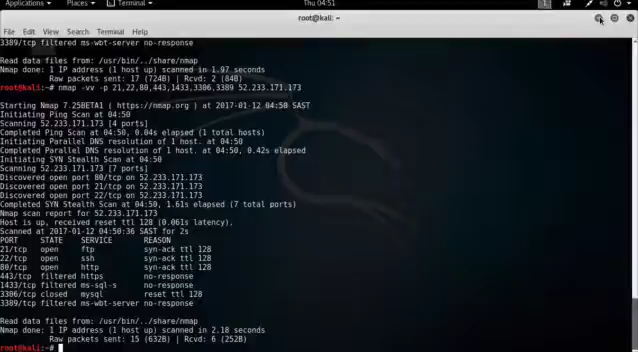 Applications Places Terminal Thu 04:51 1
root@kali: ~
File Edit View Search Terminal Help
3389/tcp filtered ms-wbt-server no-response
Read data files from: /usr/bin/../share/nmap
Nmap done: 1 IP address (1 host up) scanned in 1.97 seconds
Raw packets sent: 17 (724B) | Rcvd: 2 (84B)
root@kali:~# nmap -vv -p 21,22,80,443,1433,3306,3389 52.233.171.173
Starting Nmap 7.25BETA1 ( https://nmap.org ) at 2017-01-12 04:50 SAST
Initiating Ping Scan at 04:50
Scanning 52.233.171.173 [4 ports]
Completed Ping Scan at 04:50, 0.04s elapsed (1 total hosts)
Initiating Parallel DNS resolution of 1 host. at 04:50
Completed Parallel DNS resolution of 1 host. at 04:50, 0.42s elapsed
Initiating SYN Stealth Scan at 04:50
Scanning 52.233.171.173 [7 ports]
Discovered open port 80/tcp on 52.233.171.173
Discovered open port 21/tcp on 52.233.171.173
Discovered open port 22/tcp on 52.233.171.173
Completed SYN Stealth Scan at 04:50, 1.61s elapsed (7 total ports)
Nmap scan report for 52.233.171.173
Host is up, received reset ttl 128 (0.061s latency).
Scanned at 2017-01-12 04:50:36 SAST for 2s
PORT STATE SERVICE REASON
21/tcp open ftp syn-ack ttl 128
22/tcp open ssh syn-ack ttl 128
80/tcp open http syn-ack ttl 128
443/tcp filtered https no-response
1433/tcp filtered ms-sql-s no-response
3306/tcp closed mysql reset ttl 128
3389/tcp filtered ms-wbt-server no-response
Read data files from: /usr/bin/../share/nmap
Nmap done: 1 IP address (1 host up) scanned in 2.18 seconds
Raw packets sent: 15 (632B) | Rcvd: 6 (252B)
root@kali:~#